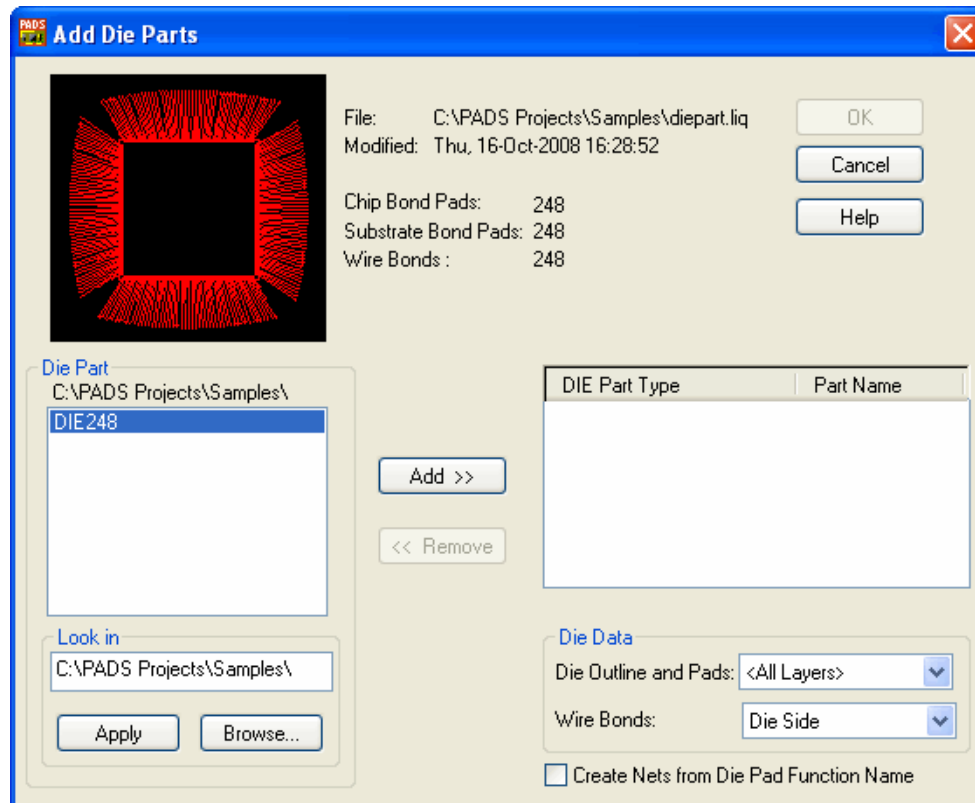 PADS
Add Die Parts
File: C:\PADS Projects\Samples\diepart.liq
Modified: Thu, 16-Oct-2008 16:28:52
Chip Bond Pads: 248
Substrate Bond Pads: 248
Wire Bonds : 248
OK
Cancel
Help
Die Part
C:\PADS Projects\Samples\
DIE248
Add >>
<< Remove
DIE Part Type Part Name
Look in
C:\PADS Projects\Samples\
Apply Browse...
Die Data
Die Outline and Pads: <All Layers>
Wire Bonds: Die Side
Create Nets from Die Pad Function Name